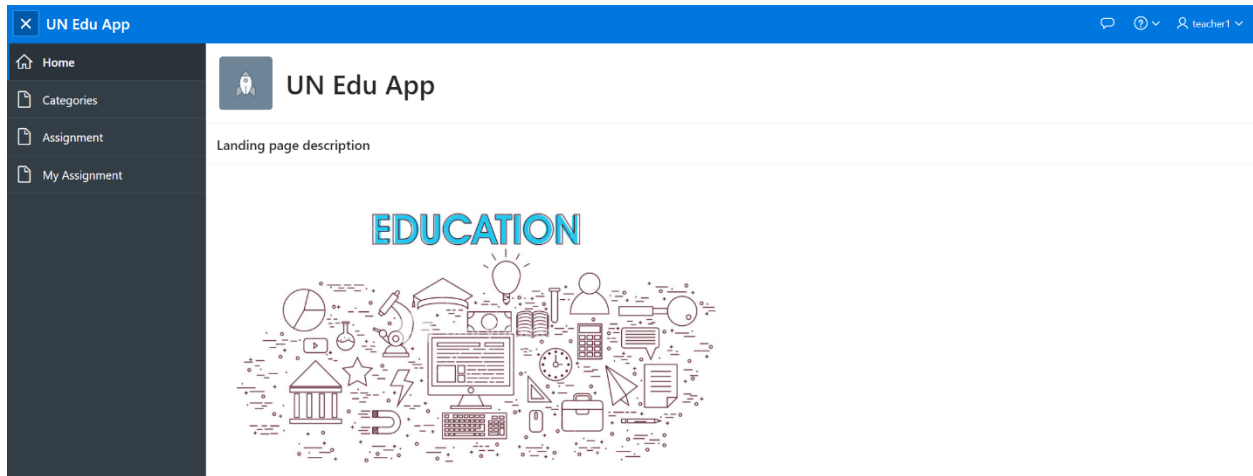 UN Edu App
teacher1
Home
Categories
Assignment
My Assignment
UN Edu App
Landing page description
EDUCATION